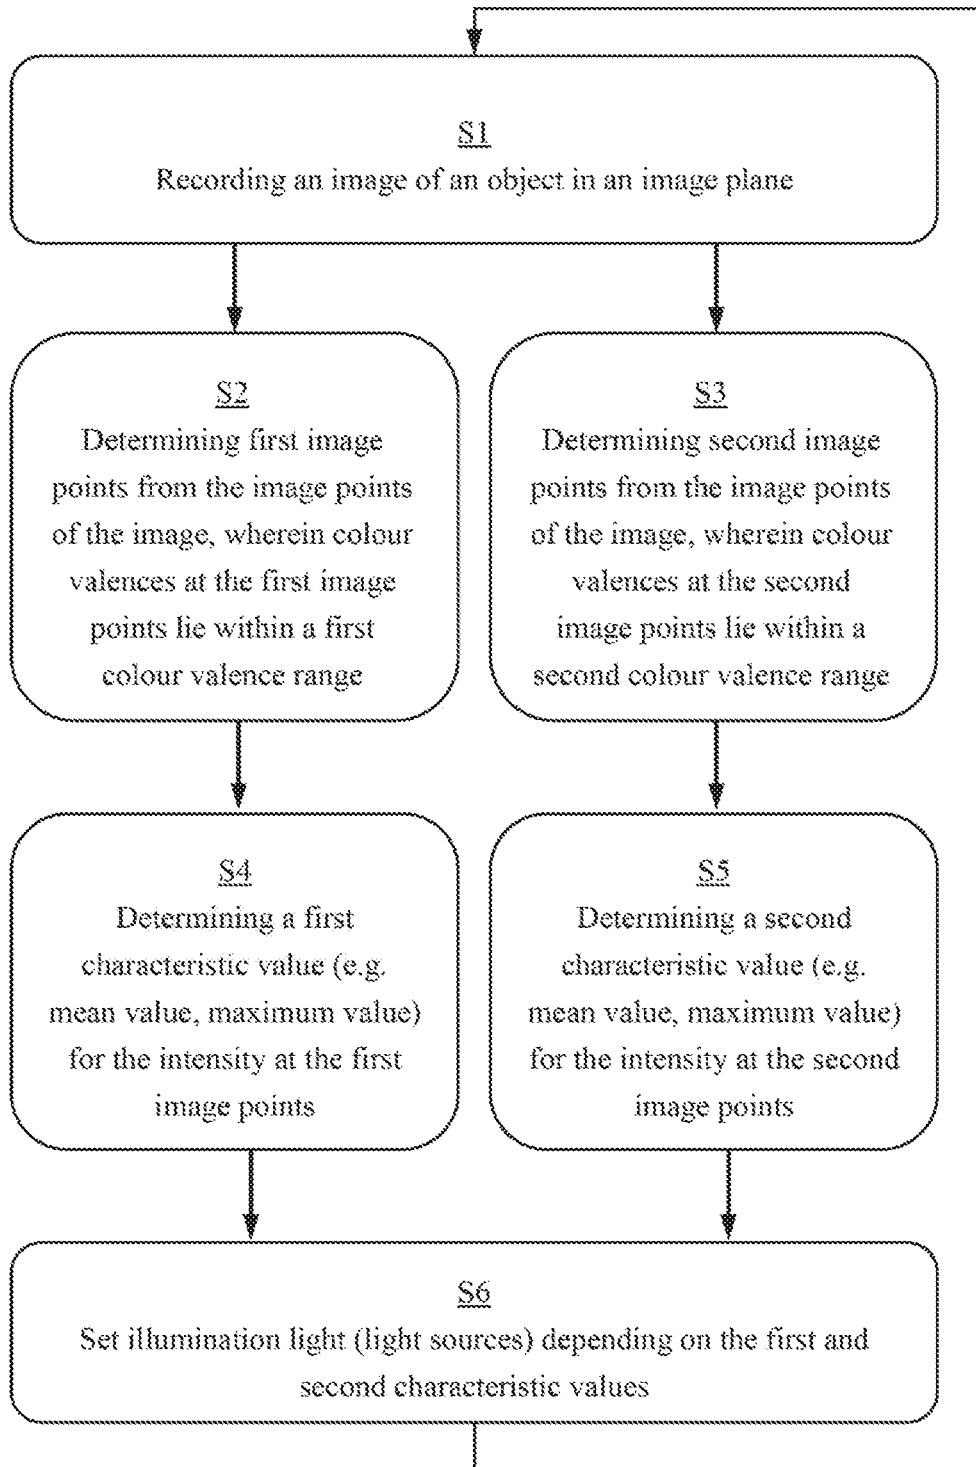 S1
Recording an image of an object in an image plane
S2
Determining first image
points from the image points
of the image, wherein colour
valences at the first image
points lie within a first
colour valence range
S3
Determining second image
points from the image points
of the image, wherein colour
valences at the second
image points lie within a
second colour valence range
S4
Determining a first
characteristic value (e.g.
mean value, maximum value)
for the intensity at the first
image points
S5
Determining a second
characteristic value (e.g.
mean value, maximum value)
for the intensity at the second
image points
S6
Set illumination light (light sources) depending on the first and
second characteristic values